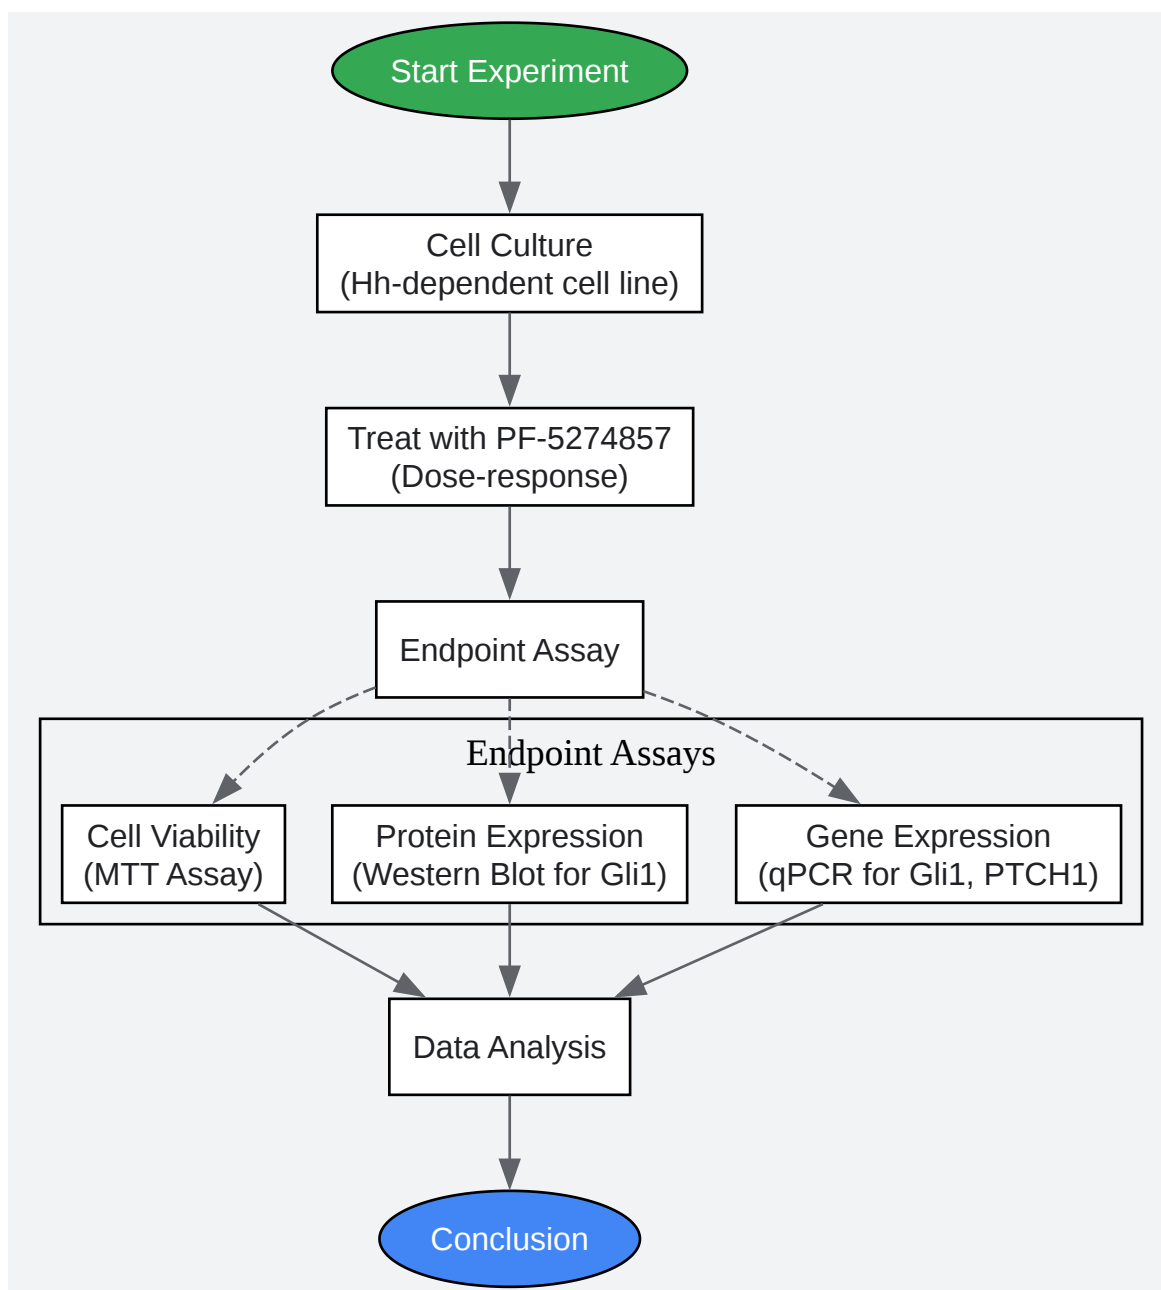 Start Experiment
Cell Culture
(Hh-dependent cell line)
Treat with PF-5274857
(Dose-response)
Endpoint Assay
Endpoint Assays
Cell Viability
(MTT Assay)
Protein Expression
(Western Blot for Gli1)
Gene Expression
(qPCR for Gli1, PTCH1)
Data Analysis
Conclusion